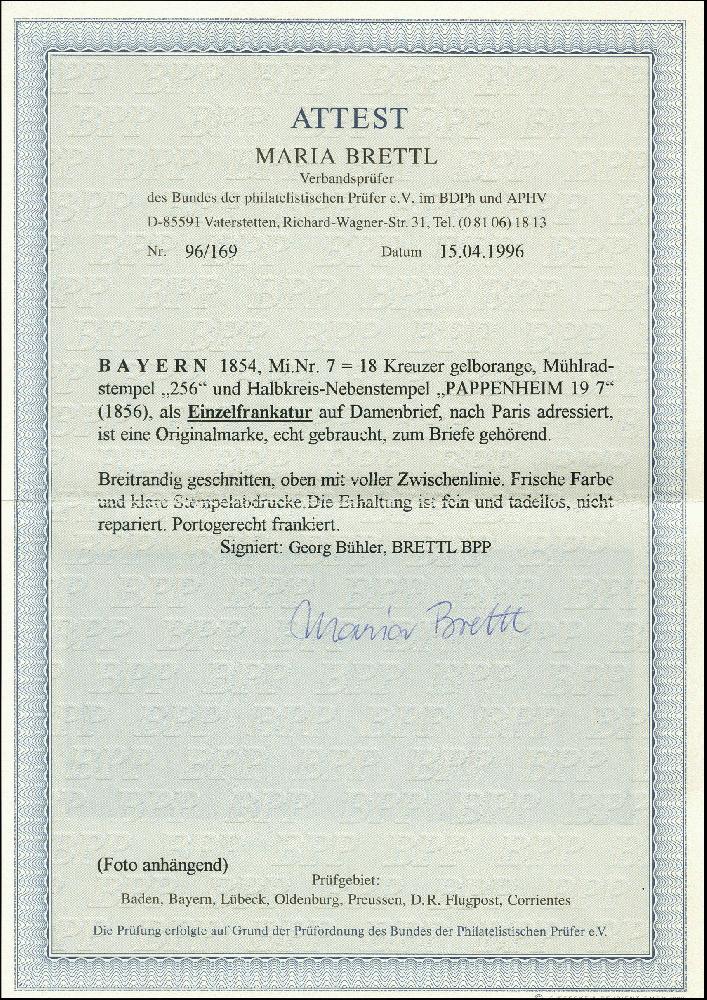 ATTEST
MARIA BRETTL
Verbandsprüfer
des Bundes der philatelistischen Prüfer e.V. im BDPh und APHV
D-85591 Vaterstetten, Richard-Wagner-Str. 31, Tel. (0 81 06) 18 13
Nr. 96/169 Datum 15.04.1996
BAYERN 1854, Mi.Nr. 7 = 18 Kreuzer gelborange, Mühlrad-
stempel „256“ und Halbkreis-Nebenstempel „PAPPENHEIM 19 7“
(1856), als Einzelfrankatur auf Damenbrief, nach Paris adressiert,
ist eine Originalmarke, echt gebraucht, zum Briefe gehörend.
Breitrandig geschnitten, oben mit voller Zwischenlinie. Frische Farbe
und klare Stempelabdrucke. Die Erhaltung ist fein und tadellos, nicht
repariert. Portogerecht frankiert.
Signiert: Georg Bühler, BRETTL BPP
Maria Brettl
(Foto anhängend)
Prüfgebiet:
Baden, Bayern, Lübeck, Oldenburg, Preussen, D.R. Flugpost, Corrientes
Die Prüfung erfolgte auf Grund der Prüfordnung des Bundes der Philatelistischen Prüfer e.V.